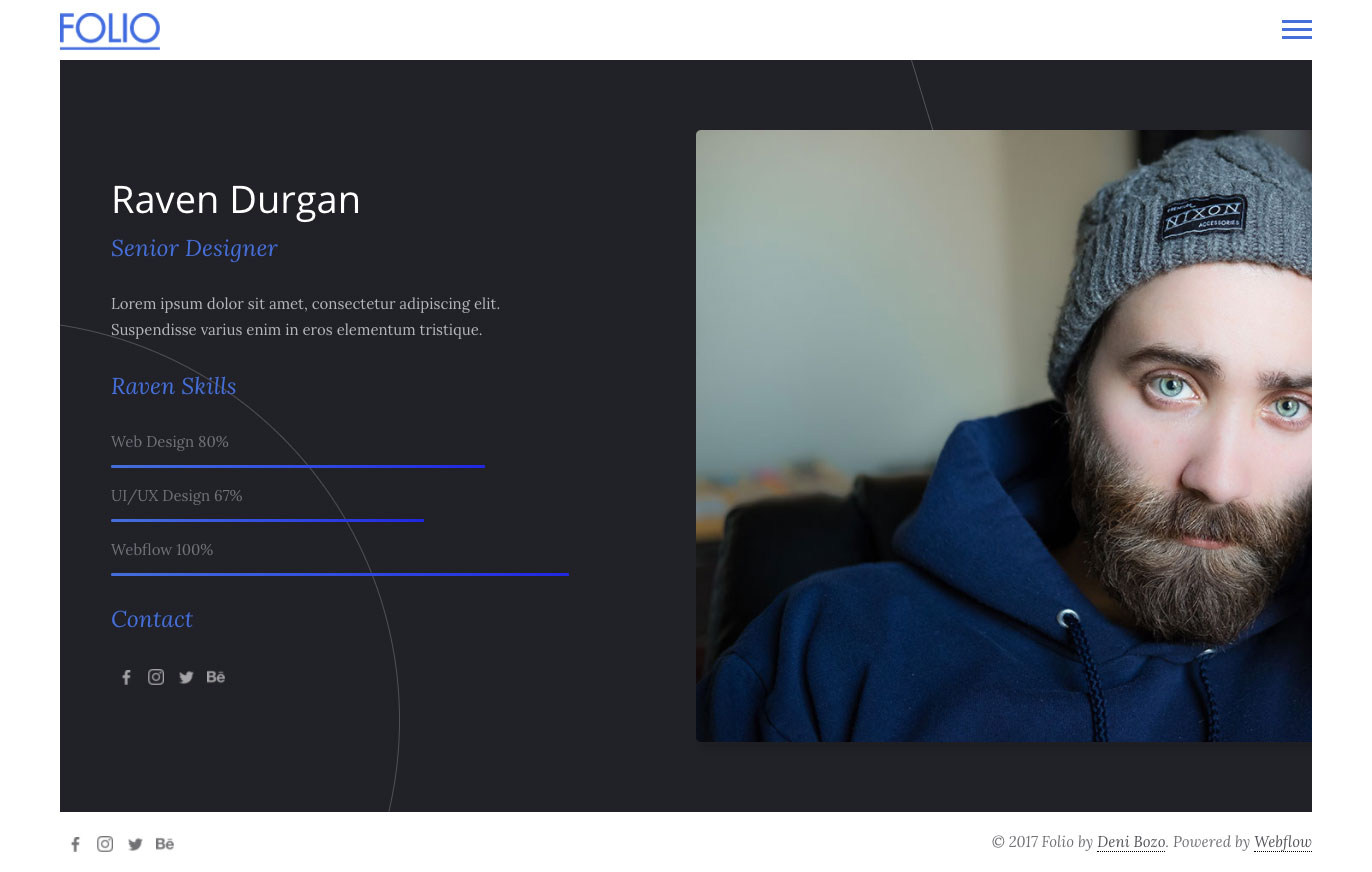 FOLIO
Raven Durgan
Senior Designer
Lorem ipsum dolor sit amet, consectetur adipiscing elit.
Suspendisse varius enim in eros elementum tristique.
Raven Skills
Web Design 80%
UI/UX Design 67%
Webflow 100%
Contact
Bē
NIXON
ACCESSORIES
Bē
© 2017 Folio by Deni Bozo. Powered by Webflow